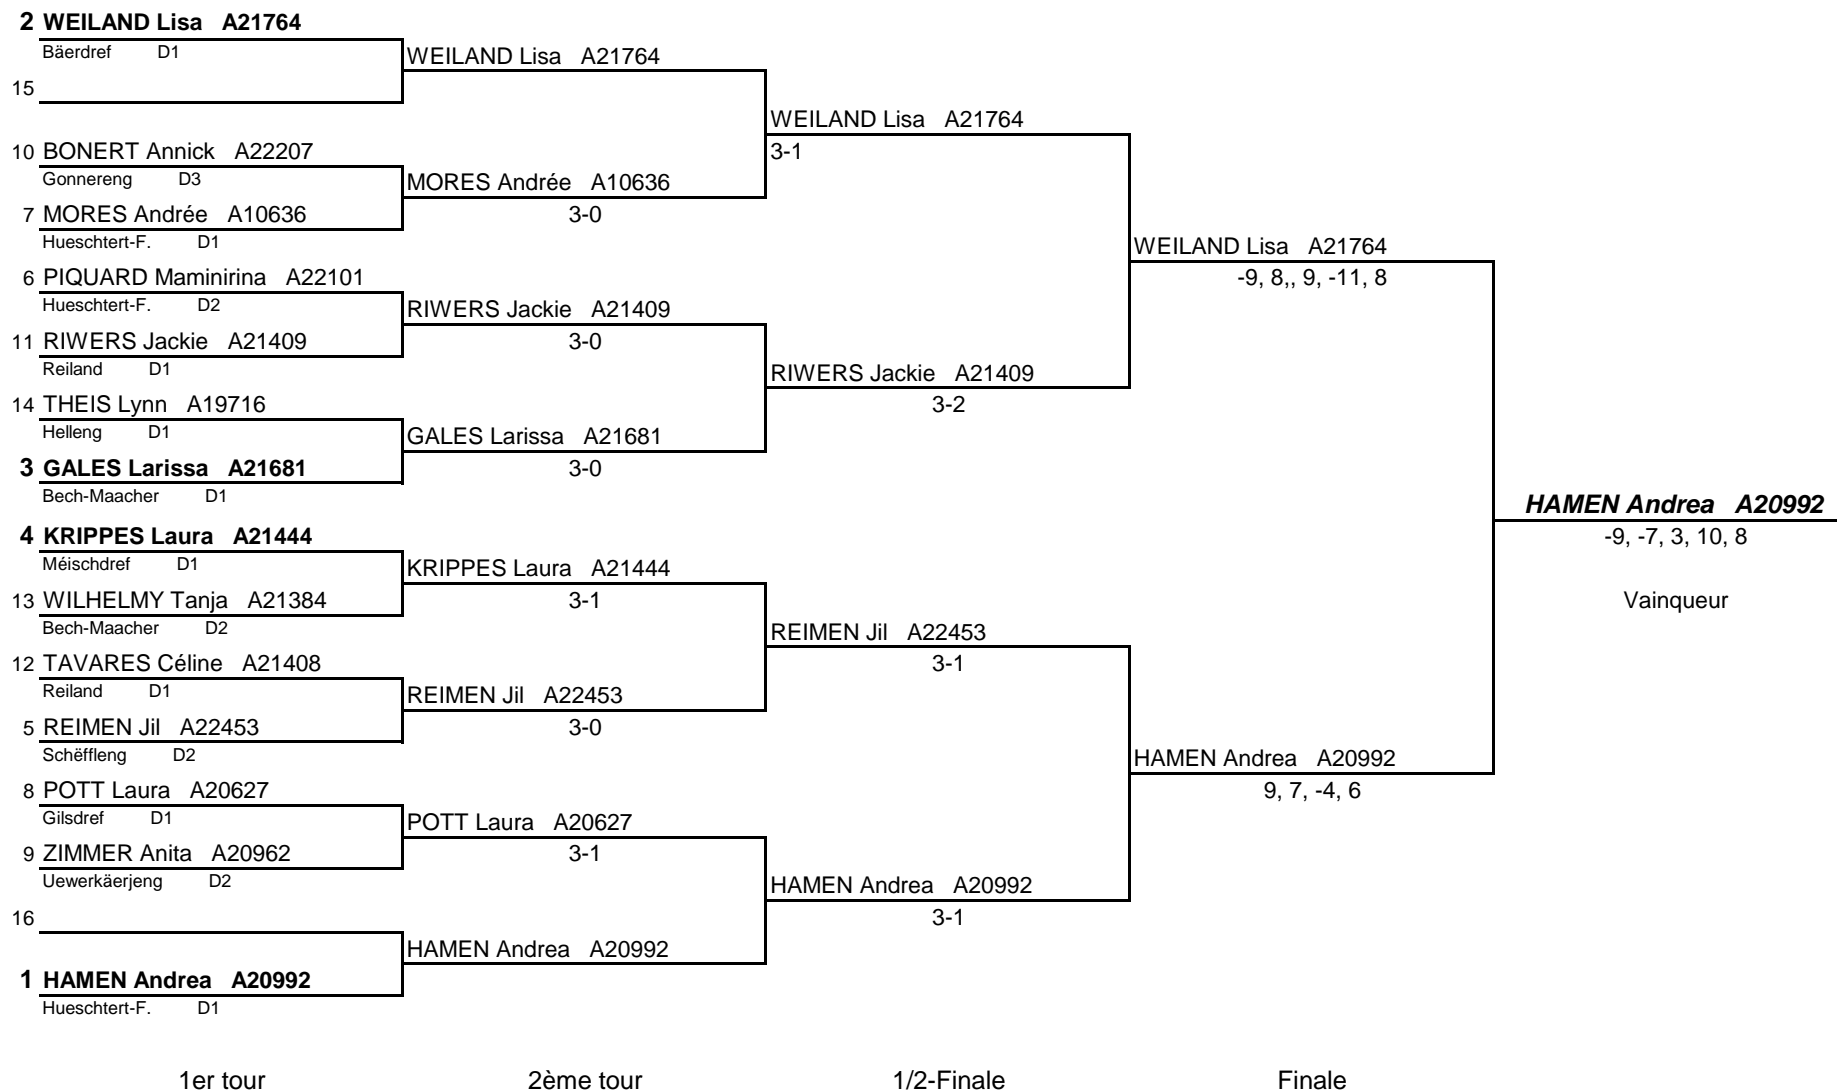 2 WEILAND Lisa A21764
Bäerdref D1
WEILAND Lisa A21764
15
WEILAND Lisa A21764
3-1
10 BONERT Annick A22207
Gonnereng D3
MORES Andrée A10636
3-0
7 MORES Andrée A10636
Hueschtert-F. D1
WEILAND Lisa A21764
-9, 8,, 9, -11, 8
6 PIQUARD Maminirina A22101
Hueschtert-F. D2
RIWERS Jackie A21409
3-0
11 RIWERS Jackie A21409
Reiland D1
RIWERS Jackie A21409
3-2
14 THEIS Lynn A19716
Helleng D1
GALES Larissa A21681
3-0
3 GALES Larissa A21681
Bech-Maacher D1
HAMEN Andrea A20992
-9, -7, 3, 10, 8
Vainqueur
4 KRIPPES Laura A21444
Méischdref D1
KRIPPES Laura A21444
3-1
13 WILHELMY Tanja A21384
Bech-Maacher D2
REIMEN Jil A22453
3-1
12 TAVARES Céline A21408
Reiland D1
REIMEN Jil A22453
3-0
5 REIMEN Jil A22453
Schëffleng D2
HAMEN Andrea A20992
9, 7, -4, 6
8 POTT Laura A20627
Gilsdref D1
POTT Laura A20627
3-1
9 ZIMMER Anita A20962
Uewerkäerjeng D2
HAMEN Andrea A20992
3-1
16
HAMEN Andrea A20992
1 HAMEN Andrea A20992
Hueschtert-F. D1
1er tour 2ème tour 1/2-Finale Finale